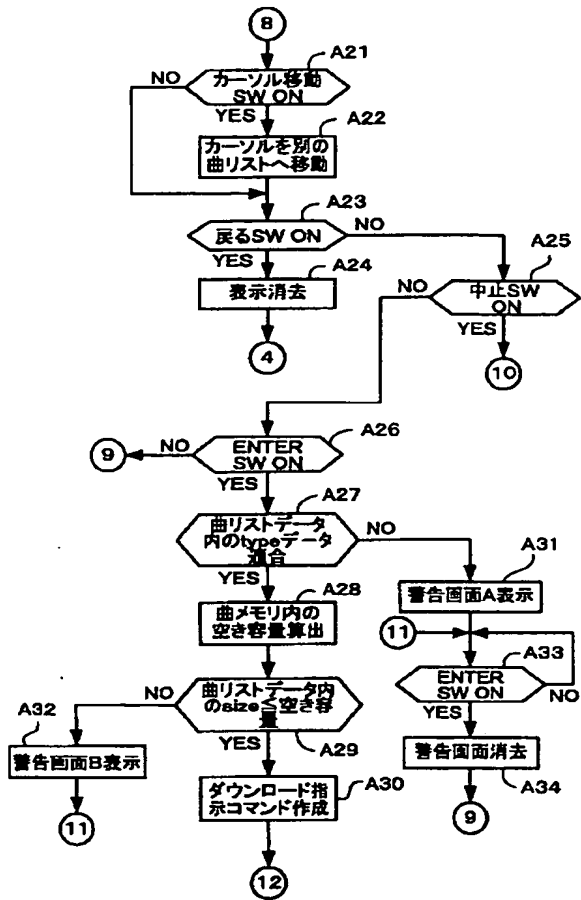 8
A21
NO
カーソル移動
SW ON
YES
A22
カーソルを別の
曲リストへ移動
A23
戻るSW ON
NO
YES
A24
表示消去
4
A25
NO
中止SW
ON
YES
10
A26
9
NO
ENTER
SW ON
YES
A27
曲リストデータ
内のtypeデータ
適合
NO
YES
A28
曲メモリ内の
空き容量算出
A31
警告画面A表示
11
A33
ENTER
SW ON
NO
YES
警告画面消去
A34
9
A32
NO
曲リストデータ内
のsize≦空き容
量
YES
A29
警告画面B表示
11
A30
ダウンロード指
示コマンド作成
12